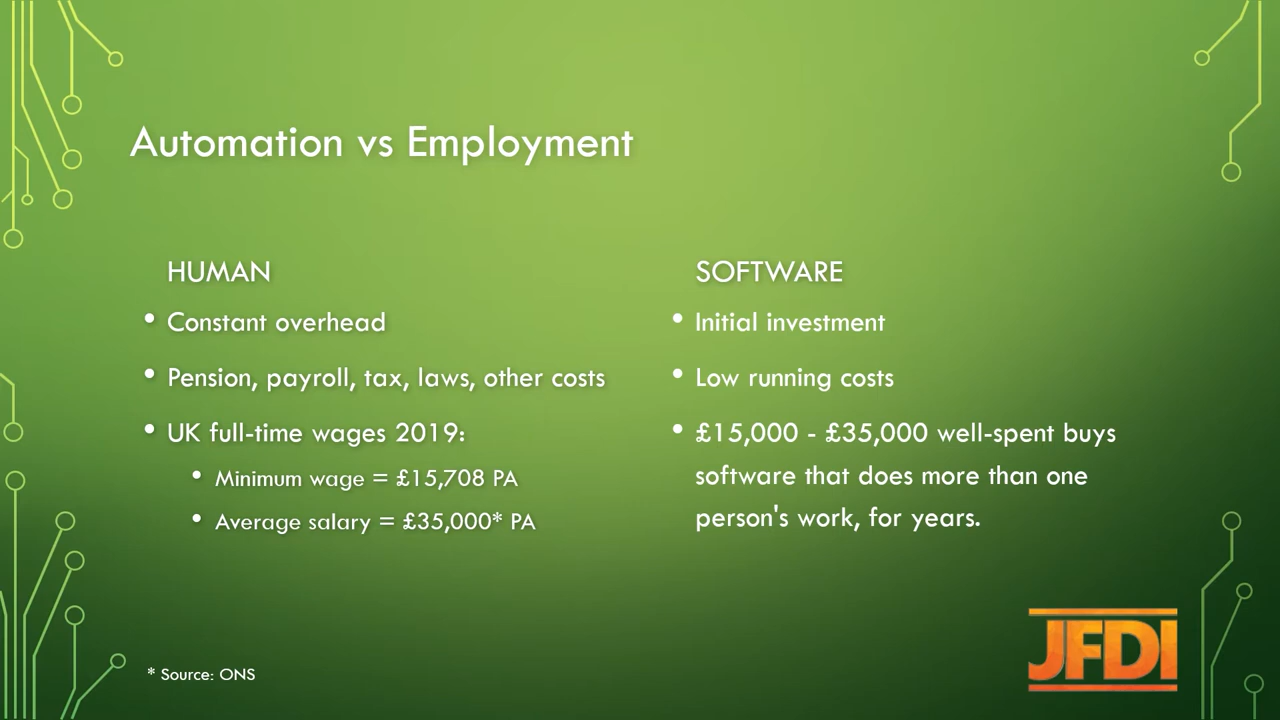 Automation vs Employment
HUMAN
• Constant overhead
• Pension, payroll, tax, laws, other costs
• UK full-time wages 2019:
• Minimum wage = £15,708 PA
• Average salary = £35,000* PA
SOFTWARE
• Initial investment
• Low running costs
• £15,000 - £35,000 well-spent buys
software that does more than one
person's work, for years.
* Source: ONS
JFDI